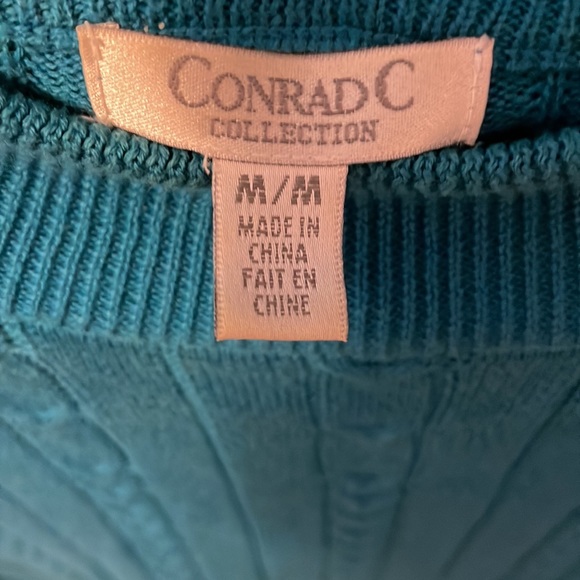 CONRAD C
COLLECTION
M/M
MADE IN
CHINA
FAIT EN
CHINE